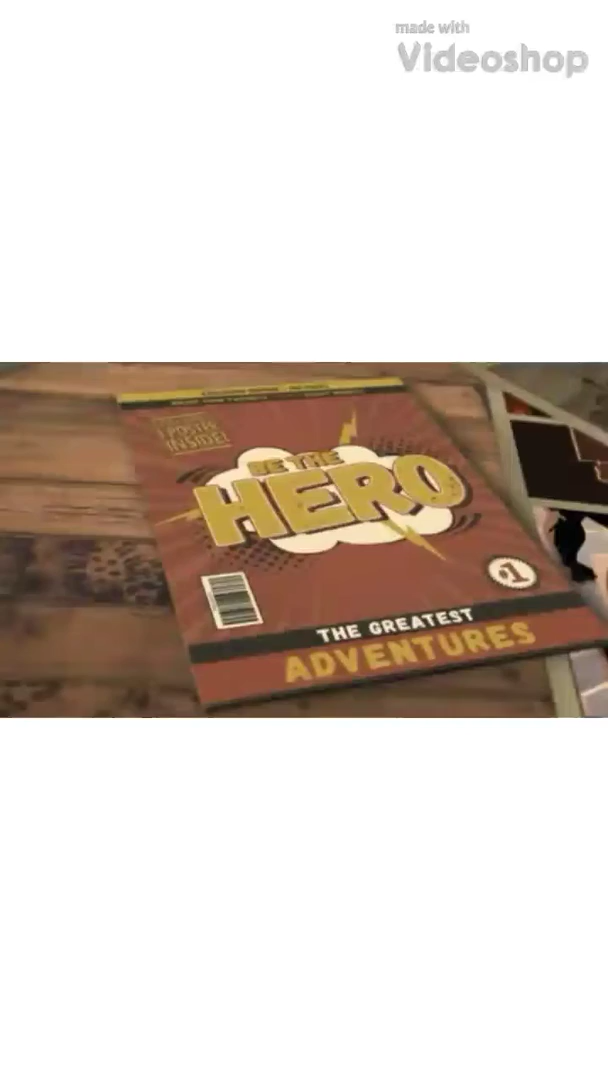 made with
Videoshop
POSTER
INSIDE!
BE THE
HERO
$1
THE GREATEST
ADVENTURES